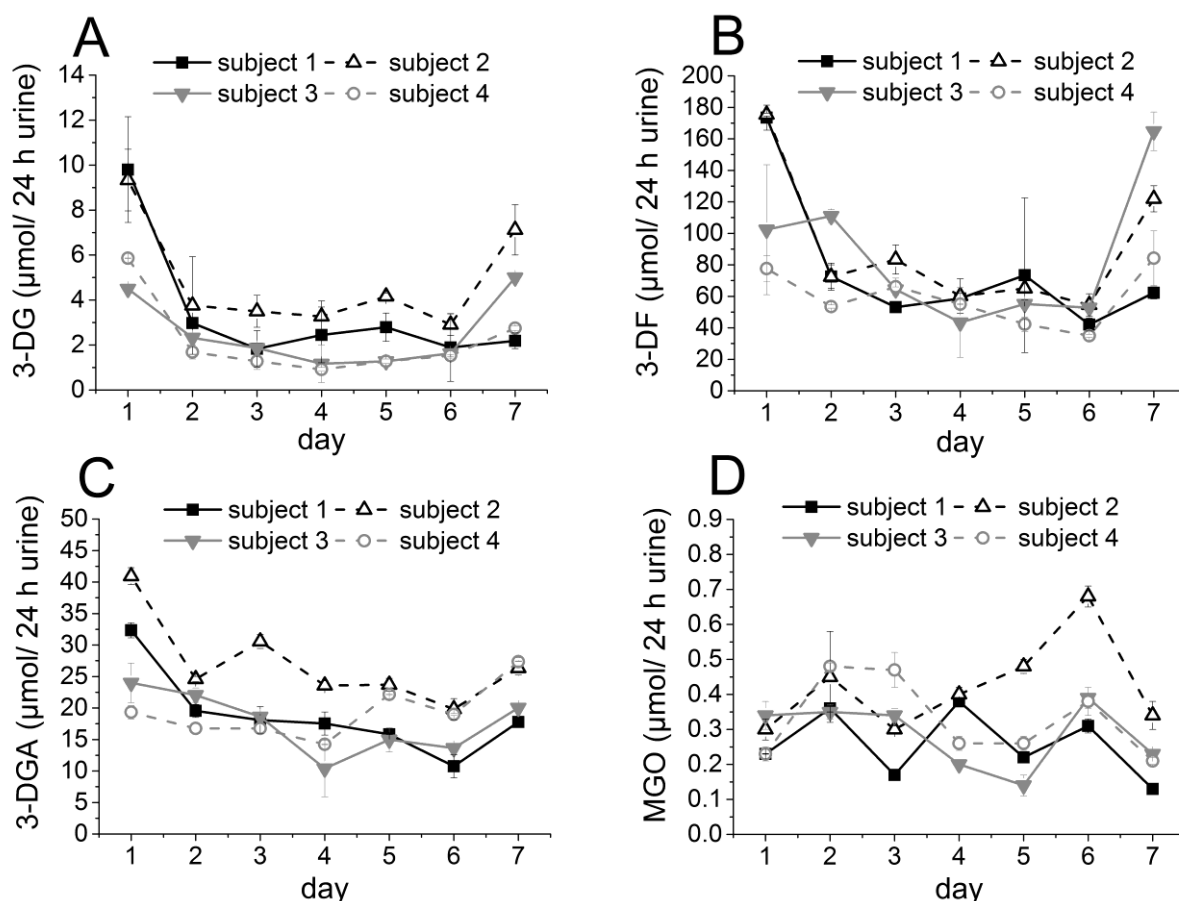 A
subject 1 subject 2
subject 3 subject 4
3-DG (µmol/ 24 h urine)
14
12
10
8
6
4
2
0
1 2 3 4 5 6 7
day
B
subject 1 subject 2
subject 3 subject 4
3-DF (µmol/ 24 h urine)
200
180
160
140
120
100
80
60
40
20
0
1 2 3 4 5 6 7
day
C
subject 1 subject 2
subject 3 subject 4
3-DGA (µmol/ 24 h urine)
50
45
40
35
30
25
20
15
10
5
0
1 2 3 4 5 6 7
day
D
subject 1 subject 2
subject 3 subject 4
MGO (µmol/ 24 h urine)
0.9
0.8
0.7
0.6
0.5
0.4
0.3
0.2
0.1
0.0
1 2 3 4 5 6 7
day